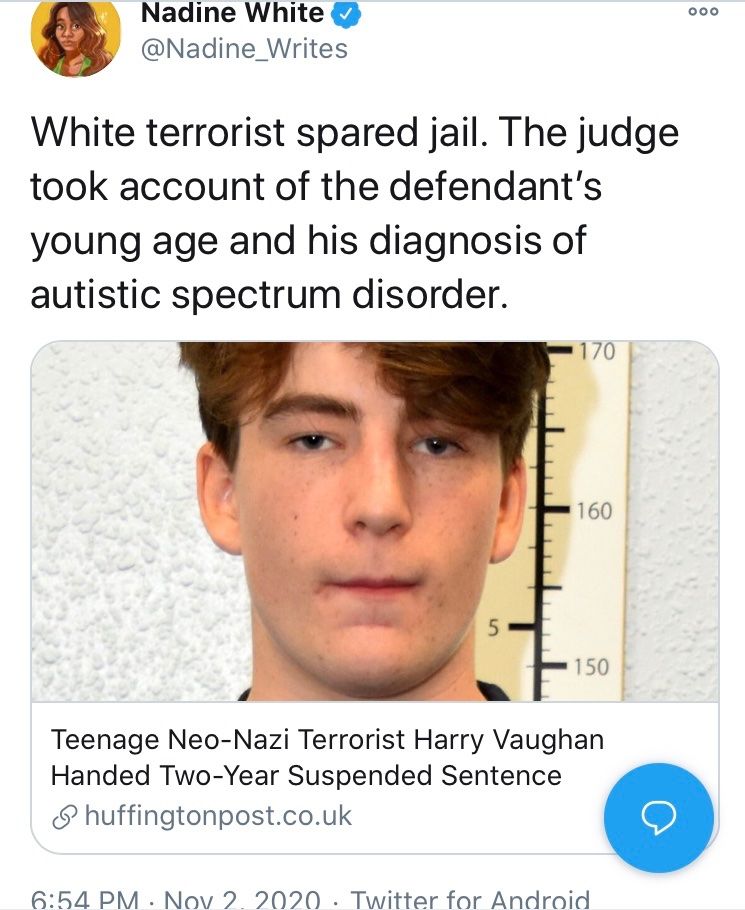 Nadine White
@Nadine_Writes
White terrorist spared jail. The judge
took account of the defendant’s
young age and his diagnosis of
autistic spectrum disorder.
170
160
5
150
Teenage Neo-Nazi Terrorist Harry Vaughan
Handed Two-Year Suspended Sentence
huffingtonpost.co.uk
6:54 PM · Nov 2, 2020 · Twitter for Android